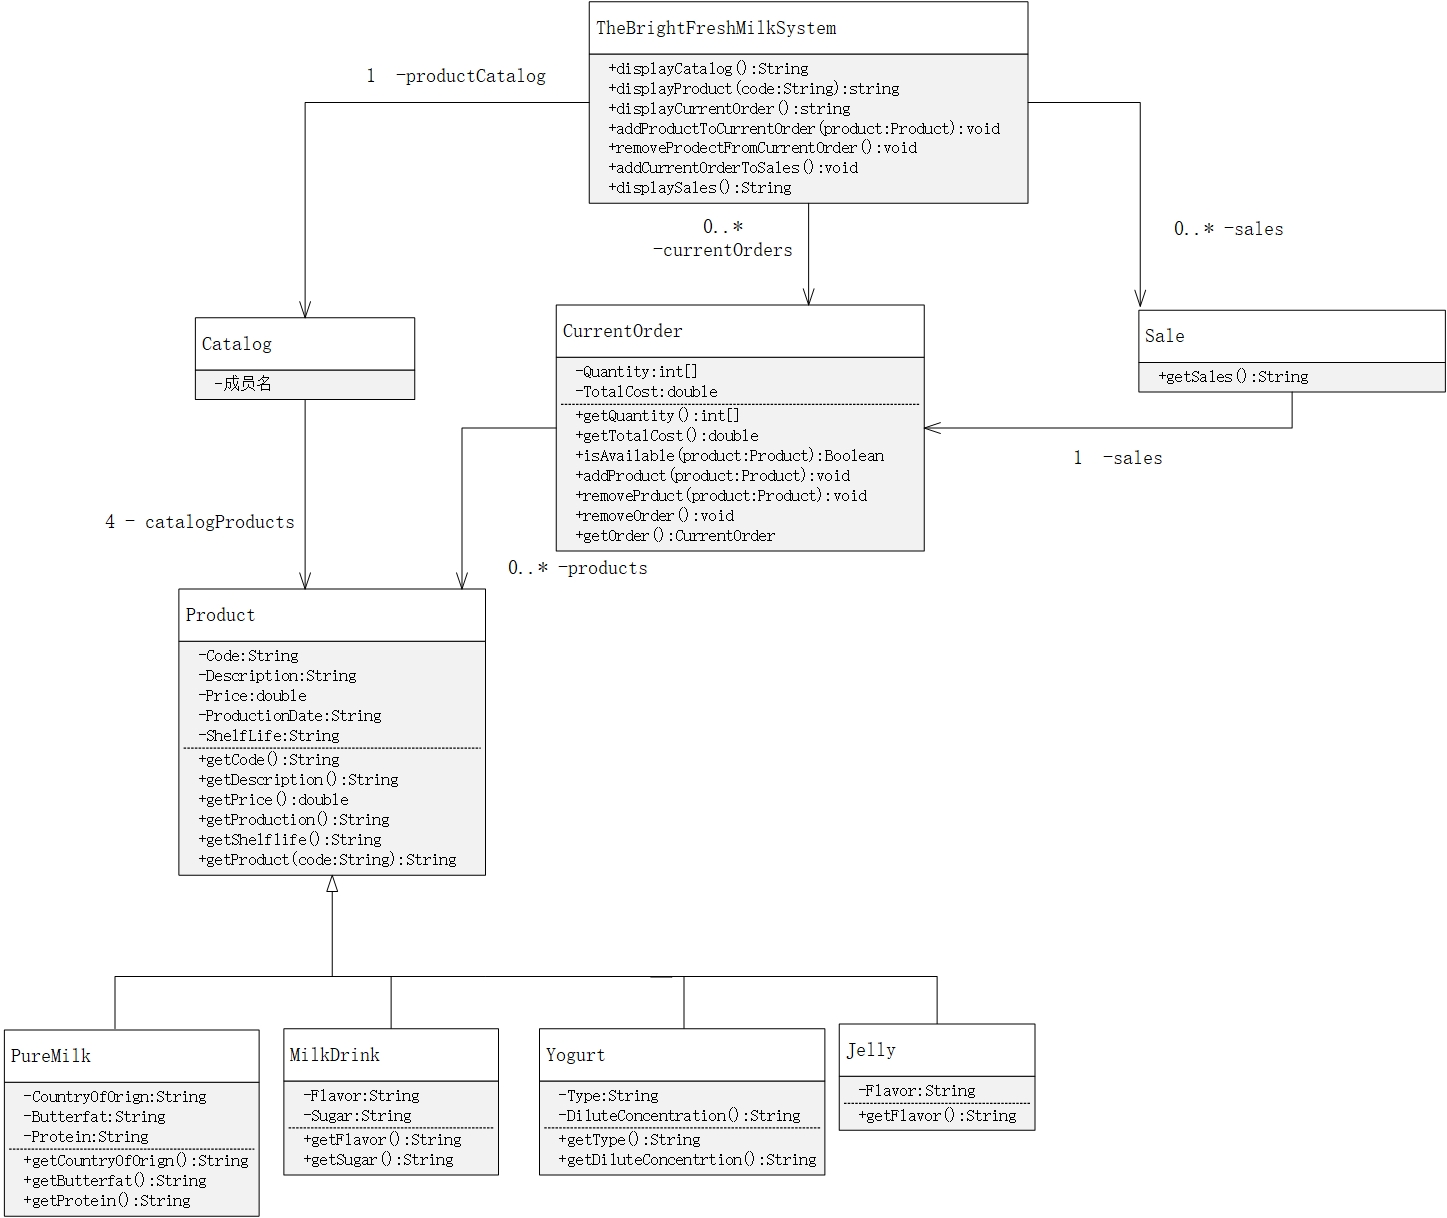 TheBrightFreshMilkSystem
+displayCatalog():String
+displayProduct(code:String):string
+displayCurrentOrder():string
+addProductToCurrentOrder(product:Product):void
+removeProdectFromCurrentOrder():void
+addCurrentOrderToSales():void
+displaySales():String
1 -productCatalog
0..*
-currentOrders
0..* -sales
Catalog
-成员名
CurrentOrder
-Quantity:int[]
-TotalCost:double
+getQuantity():int[]
+getTotalCost():double
+isAvailable(product:Product):Boolean
+addProduct(product:Product):void
+removePrduct(product:Product):void
+removeOrder():void
+getOrder():CurrentOrder
Sale
+getSales():String
1 -sales
4 - catalogProducts
0..* -products
Product
-Code:String
-Description:String
-Price:double
-ProductionDate:String
-ShelfLife:String
+getCode():String
+getDescription():String
+getPrice():double
+getProduction():String
+getShelflife():String
+getProduct(code:String):String
PureMilk
-CountryOfOrign:String
-Butterfat:String
-Protein:String
+getCountryOfOrign():String
+getButterfat():String
+getProtein():String
MilkDrink
-Flavor:String
-Sugar:String
+getFlavor():String
+getSugar():String
Yogurt
-Type:String
-DiluteConcentration():String
+getType():String
+getDiluteConcentrtion():String
Jelly
-Flavor:String
+getFlavor():String